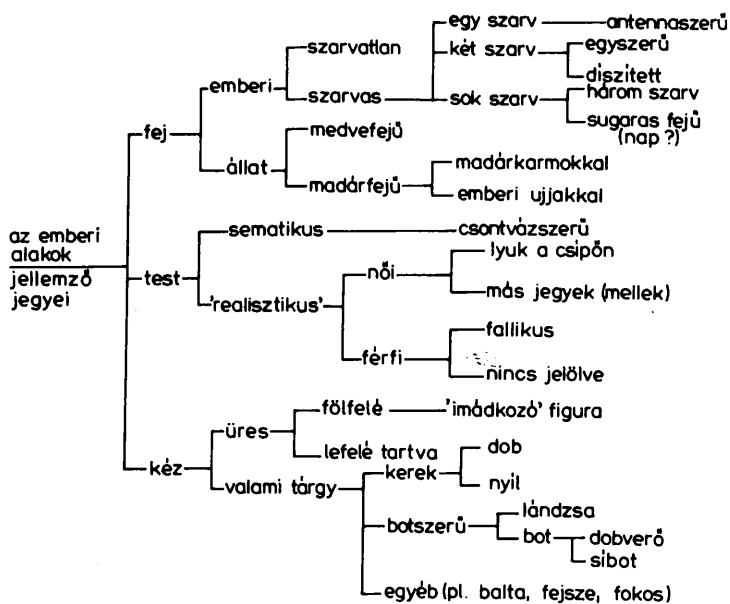 egy szarv
antennaszerű
szarvatlan
két szarv
egyszerű
emberi
díszített
szarvas
sok szarv
három szarv
fej
medvefejű
sugaras fejű
(nap ?)
állat
madárkarmokkal
madárfejű
emberi ujjakkal
az emberi
alakok
jellemző
jegyei
sematikus
csontvázszerű
lyuk a csipőn
női
test
más jegyek (mellek)
'realisztikus'
fallikus
férfi
nincs jelölve
fölfelé
'imádkozó' figura
üres
lefelé tartva
dob
kéz
kerek
valami tárgy
nyíl
lándzsa
botszerű
bot
dobverő
síbot
egyéb (pl. balta, fejsze, fokos)